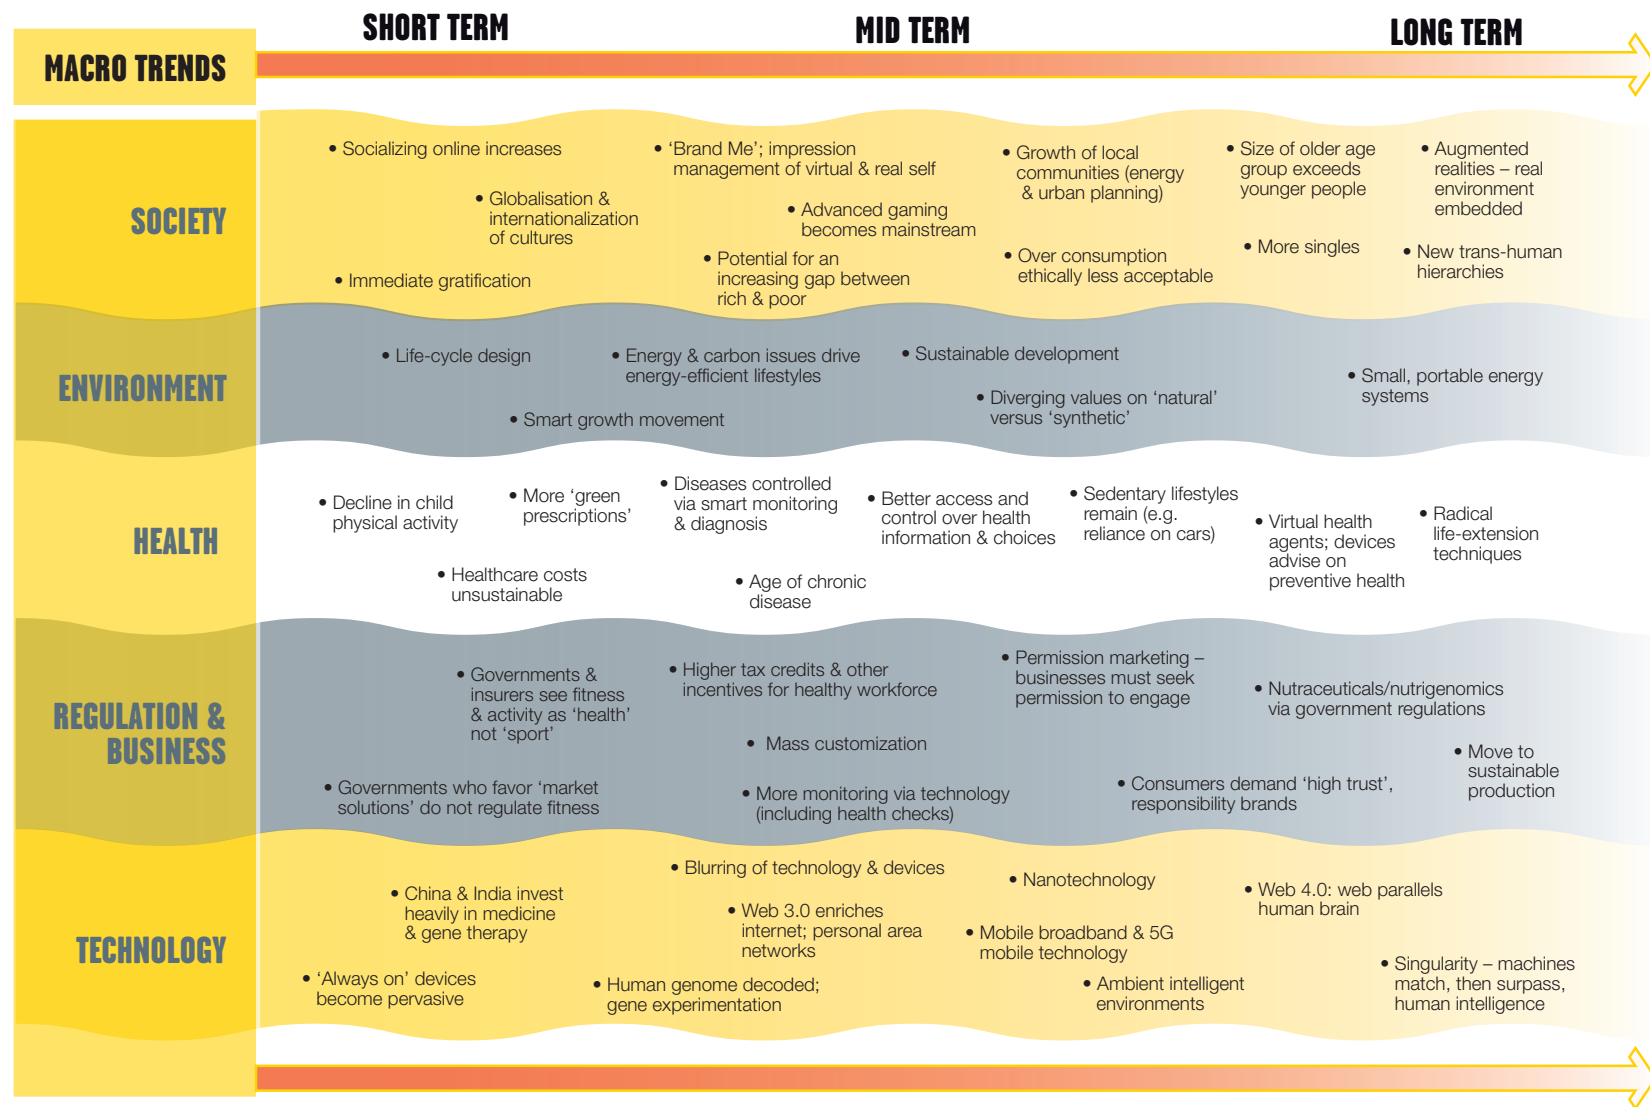 SHORT TERM
MID TERM
LONG TERM
MACRO TRENDS
SOCIETY
• Socializing online increases
• Globalisation &
internationalization
of cultures
• Immediate gratification
• ‘Brand Me’; impression
management of virtual & real self
• Advanced gaming
becomes mainstream
• Potential for an
increasing gap between
rich & poor
• Growth of local
communities (energy
& urban planning)
• Over consumption
ethically less acceptable
• Size of older age
group exceeds
younger people
• More singles
• Augmented
realities – real
environment
embedded
• New trans-human
hierarchies
ENVIRONMENT
• Life-cycle design
• Smart growth movement
• Energy & carbon issues drive
energy-efficient lifestyles
• Sustainable development
• Diverging values on ‘natural’
versus ‘synthetic’
• Small, portable energy
systems
HEALTH
• Decline in child
physical activity
• More ‘green
prescriptions’
• Healthcare costs
unsustainable
• Diseases controlled
via smart monitoring
& diagnosis
• Age of chronic
disease
• Better access and
control over health
information & choices
• Sedentary lifestyles
remain (e.g.
reliance on cars)
• Virtual health
agents; devices
advise on
preventive health
• Radical
life-extension
techniques
REGULATION &
BUSINESS
• Governments &
insurers see fitness
& activity as ‘health’
not ‘sport’
• Governments who favor ‘market
solutions’ do not regulate fitness
• Higher tax credits & other
incentives for healthy workforce
• Mass customization
• More monitoring via technology
(including health checks)
• Permission marketing –
businesses must seek
permission to engage
• Consumers demand ‘high trust’,
responsibility brands
• Nutraceuticals/nutrigenomics
via government regulations
• Move to
sustainable
production
TECHNOLOGY
• China & India invest
heavily in medicine
& gene therapy
• ‘Always on’ devices
become pervasive
• Blurring of technology & devices
• Web 3.0 enriches
internet; personal area
networks
• Human genome decoded;
gene experimentation
• Nanotechnology
• Mobile broadband & 5G
mobile technology
• Ambient intelligent
environments
• Web 4.0: web parallels
human brain
• Singularity – machines
match, then surpass,
human intelligence